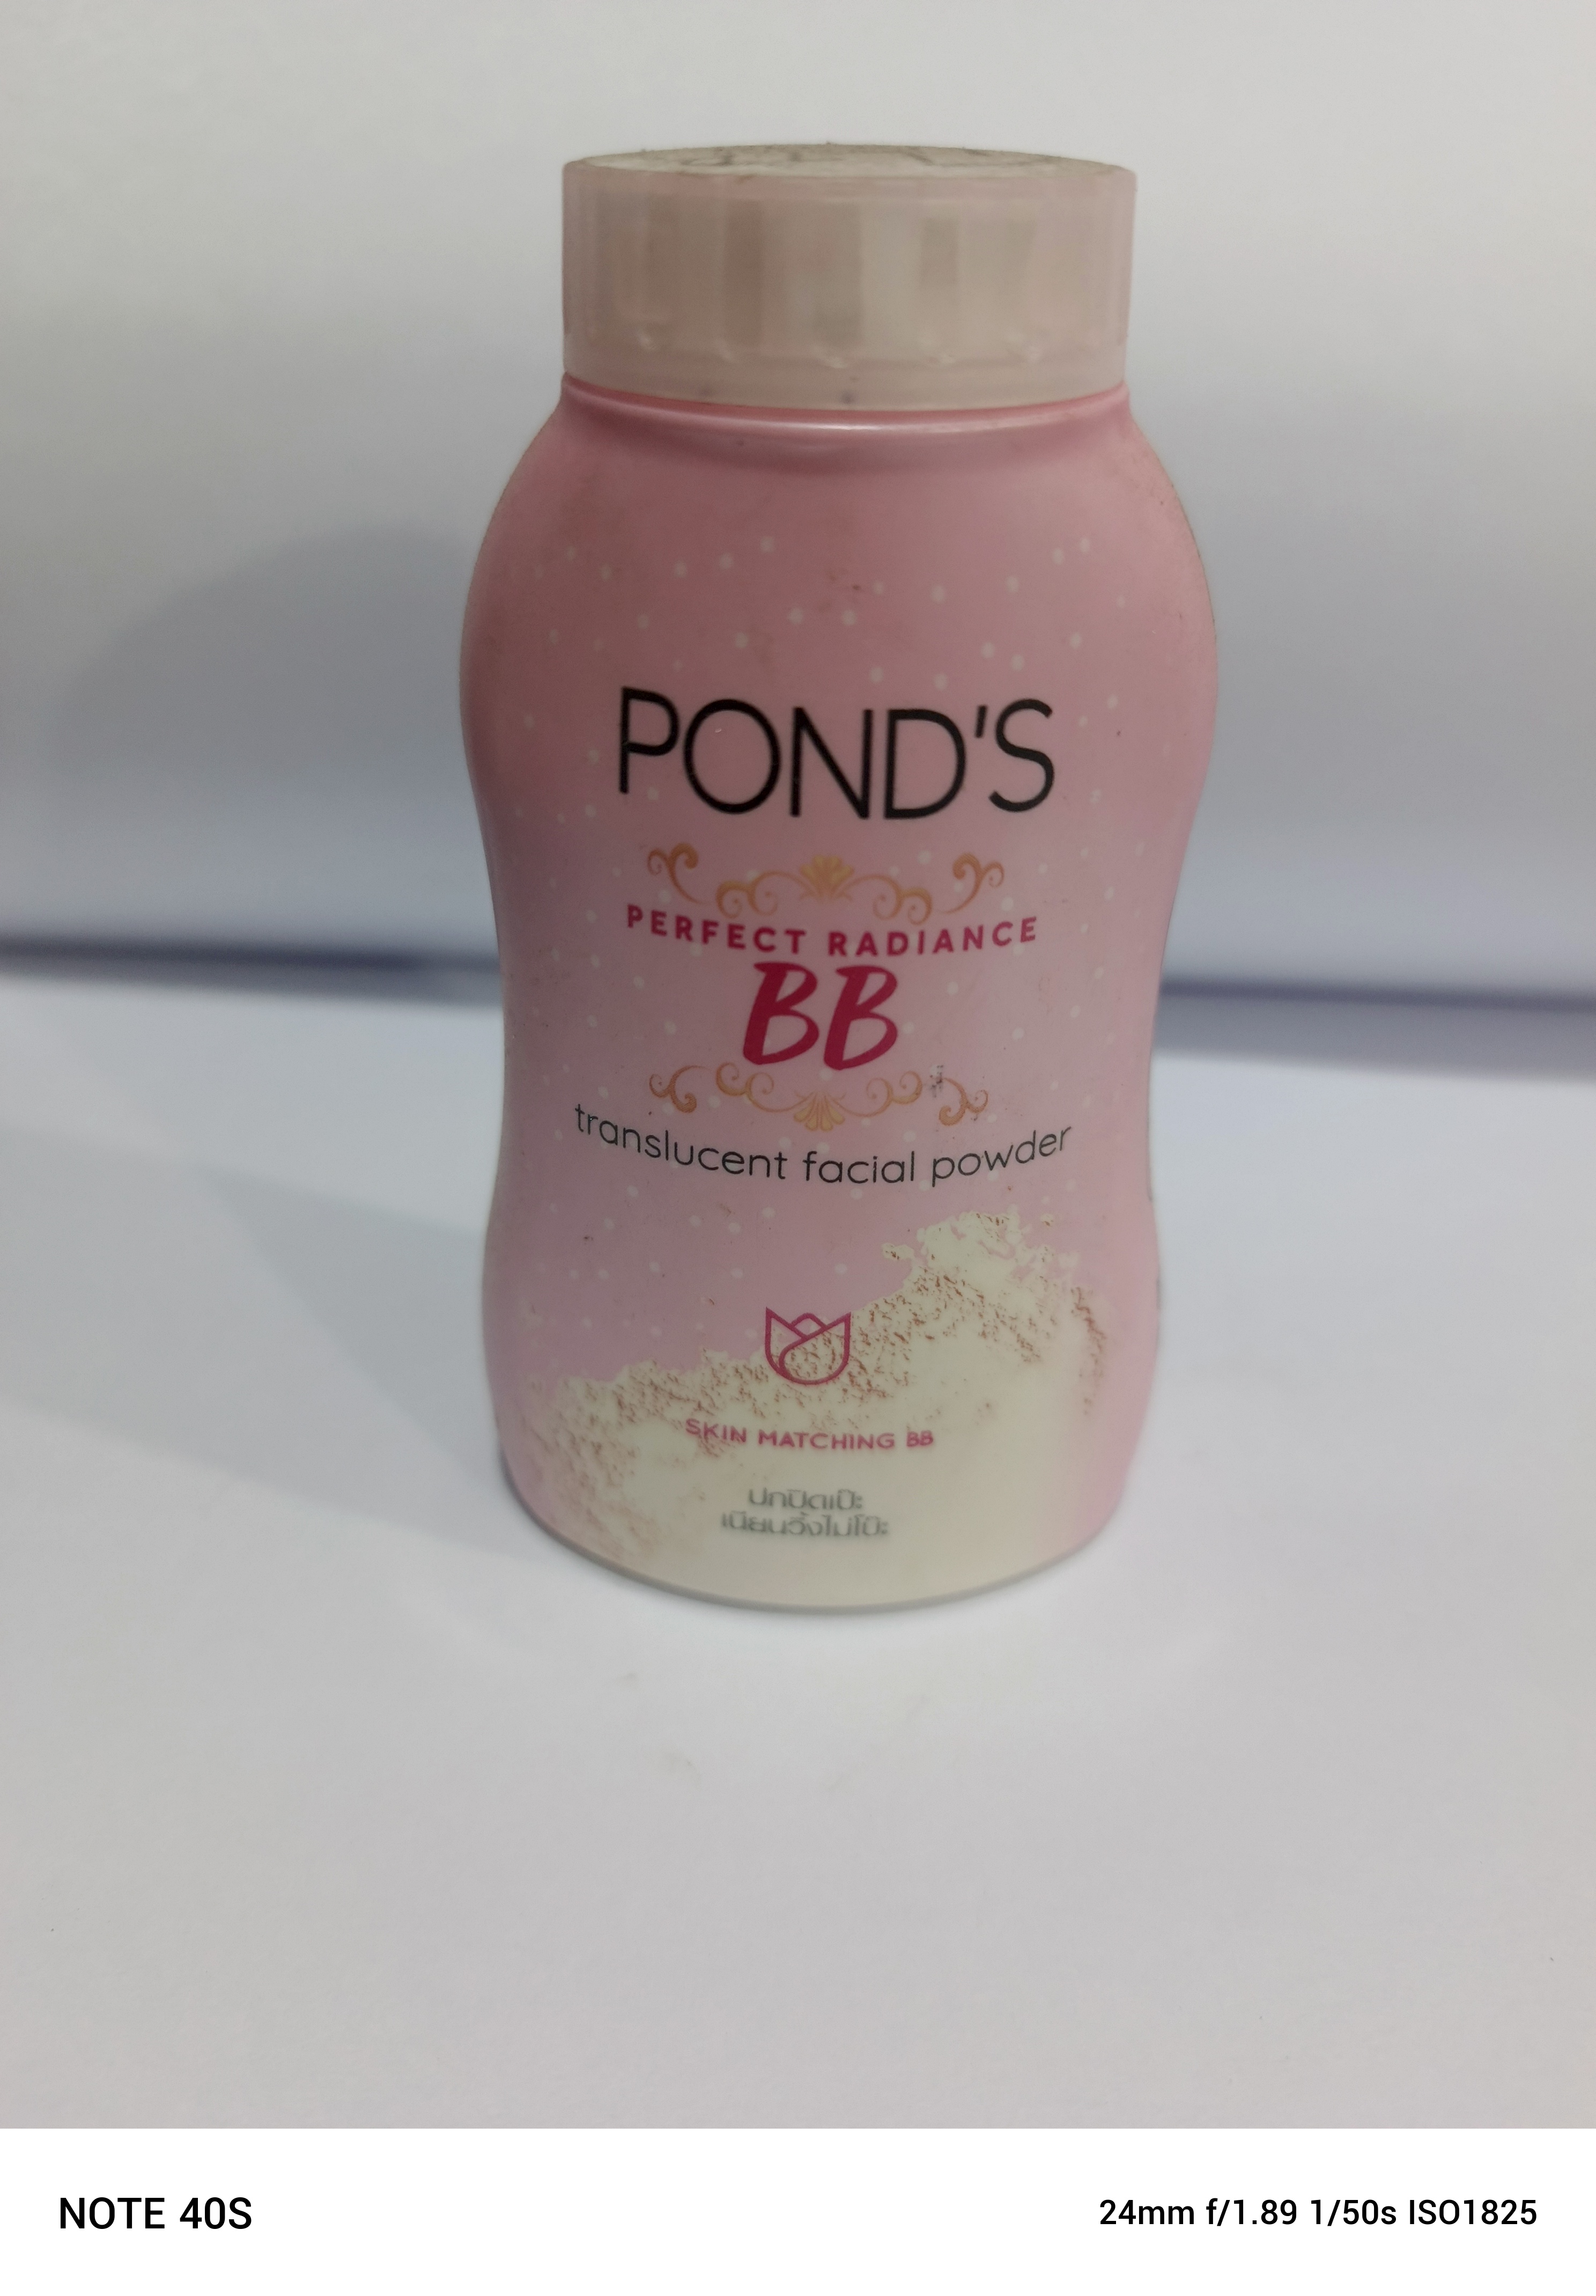 POND'S
PERFECT RADIANCE
BB
translucent facial powder
SKIN MATCHING BB
ปกปิดเป๊ะ
เนียนวิ้งไม่โป๊ะ
NOTE 40S
24mm f/1.89 1/50s ISO1825